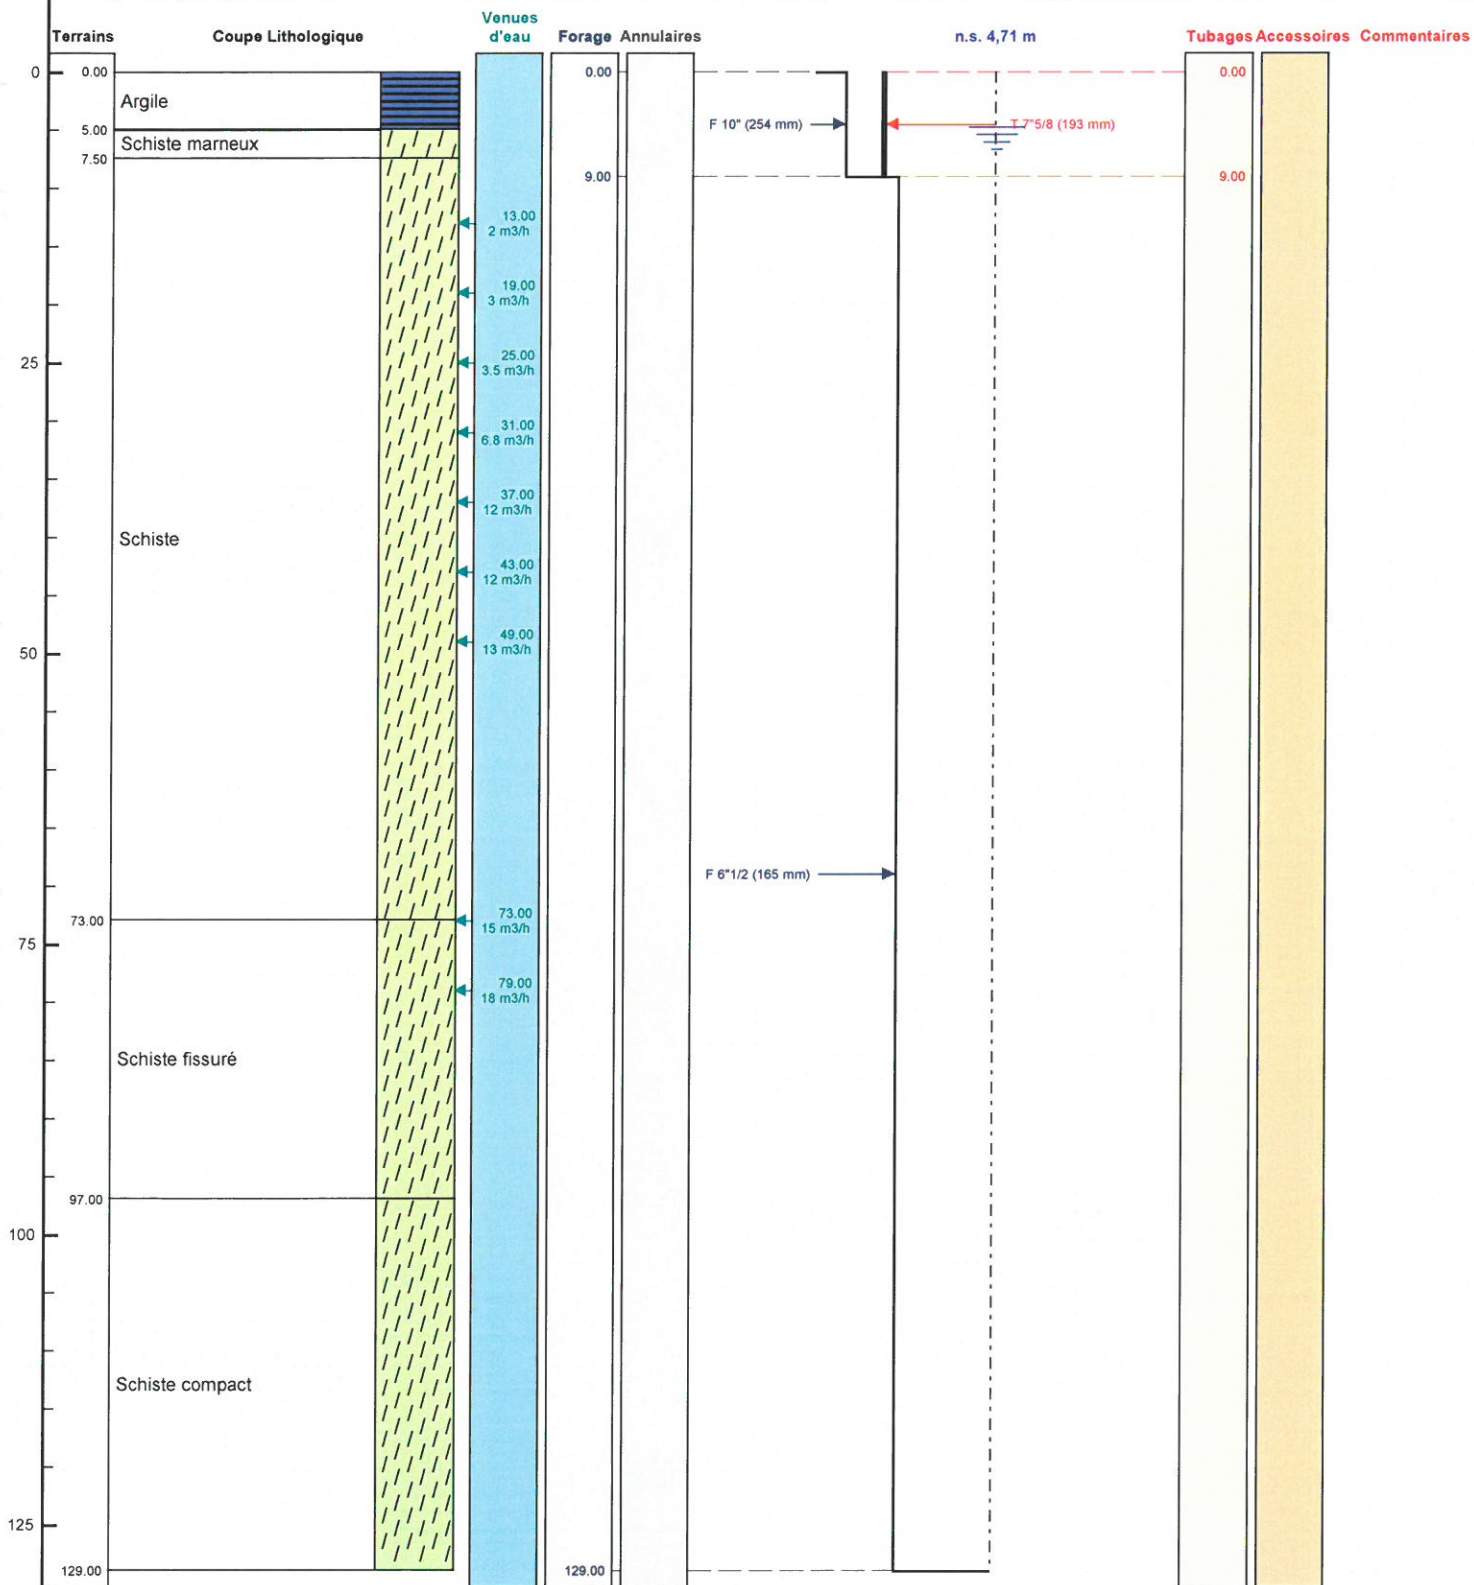 Terrains
Coupe Lithologique
Venues
d'eau
Forage
Annulaires
n.s. 4,71 m
Tubages
Accessoires
Commentaires
0
0.00
0.00
0.00
Argile
F 10" (254 mm)
T 7"5/8 (193 mm)
5.00
Schiste marneux
7.50
9.00
9.00
13.00
2 m3/h
19.00
3 m3/h
25
25.00
3.5 m3/h
31.00
6.8 m3/h
37.00
12 m3/h
Schiste
43.00
12 m3/h
49.00
13 m3/h
50
F 6"1/2 (165 mm)
73.00
73.00
15 m3/h
75
79.00
18 m3/h
Schiste fissuré
97.00
100
Schiste compact
125
129.00
129.00